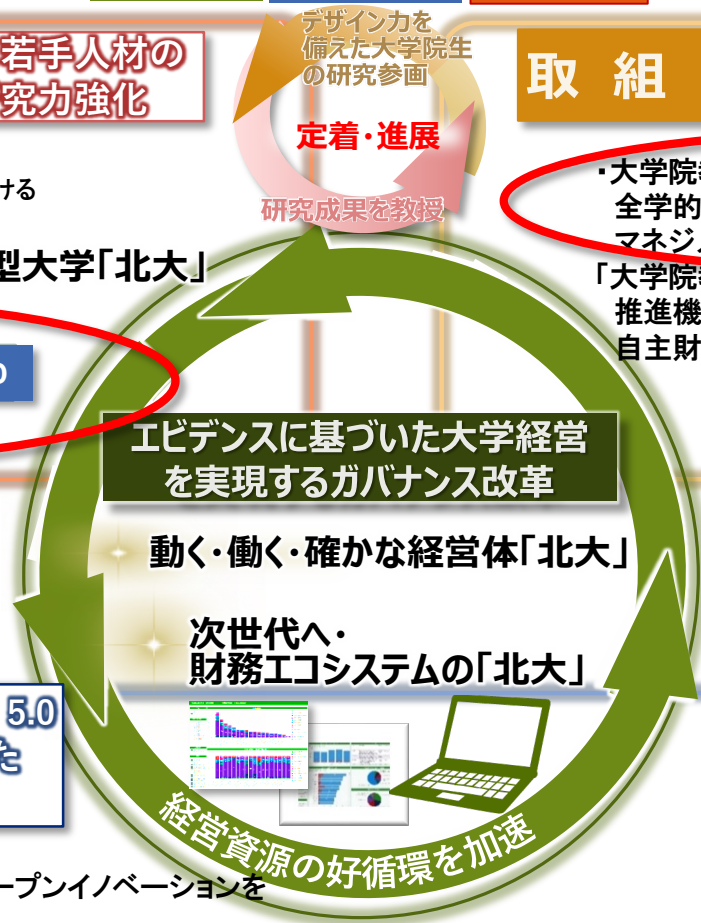 デザイン力を
備えた大学院生
の研究参画
若手人材の
究力強化
取 組
定着・進展
研究成果を教授
ける
型大学「北大」
・大学院
全学的
マネジ
「大学院
推進機
自主財
エビデンスに基づいた大学経営
を実現するガバナンス改革
動く・働く・確かな経営体「北大」
次世代へ・
財務エコシステムの「北大」
5.0
た
経営資源の好循環を加速
ープンイノベーションを